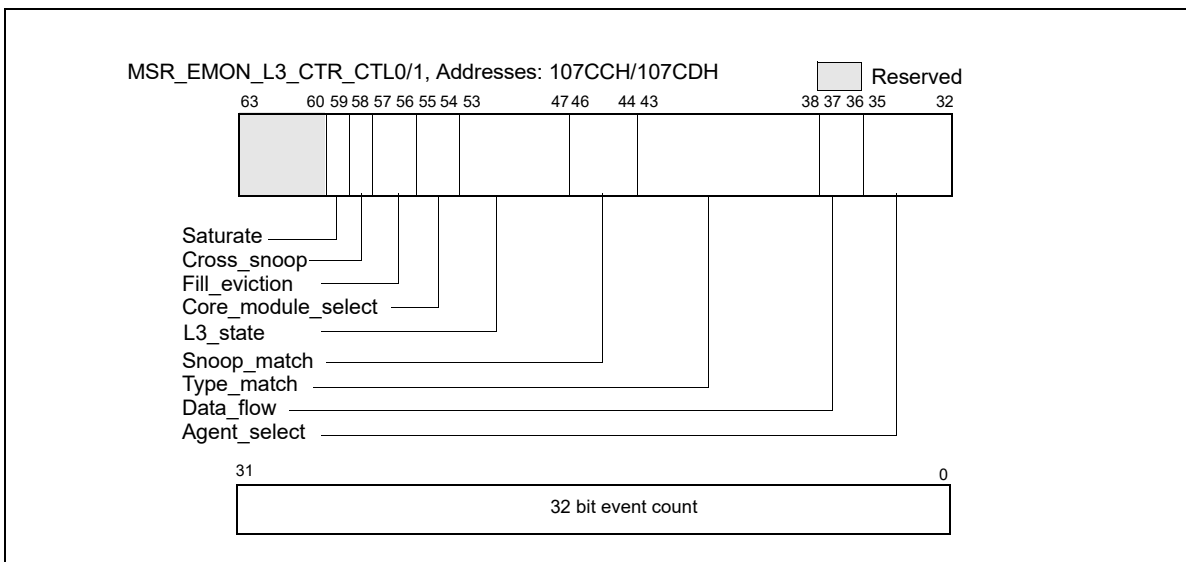 MSR_EMON_L3_CTR_CTL0/1, Addresses: 107CCH/107CDH
Reserved
63 60 59 58 57 56 55 54 53 47 46 44 43 38 37 36 35 32
Saturate
Cross_snoop
Fill_eviction
Core_module_select
L3_state
Snoop_match
Type_match
Data_flow
Agent_select
31 0
32 bit event count